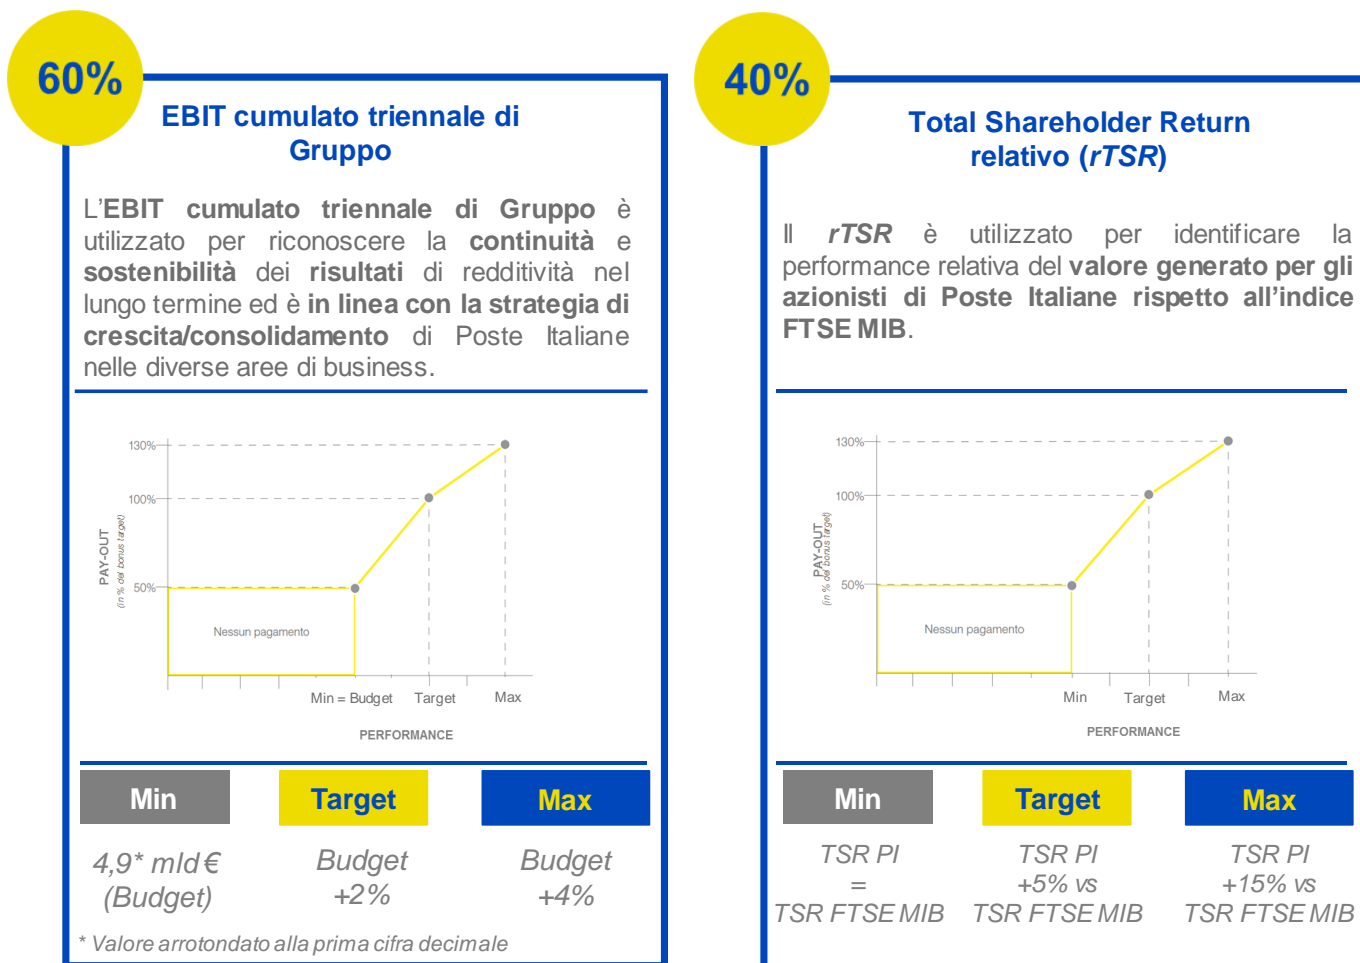 60%
EBIT cumulato triennale di
Gruppo
L'EBIT cumulato triennale di Gruppo è
utilizzato per riconoscere la continuità e
sostenibilità dei risultati di redditività nel
lungo termine ed è in linea con la strategia di
crescita/consolidamento di Poste Italiane
nelle diverse aree di business.
130%
100%
50%
PAY-OUT
(in % del bonus target)
Nessun pagamento
Min = Budget Target Max
PERFORMANCE
Min Target Max
4,9* mld € Budget Budget
(Budget) +2% +4%
* Valore arrotondato alla prima cifra decimale
40%
Total Shareholder Return
relativo (rTSR)
Il rTSR è utilizzato per identificare la
performance relativa del valore generato per gli
azionisti di Poste Italiane rispetto all'indice
FTSE MIB.
130%
100%
50%
PAY-OUT
(in % del bonus target)
Nessun pagamento
Min Target Max
PERFORMANCE
Min Target Max
TSR PI TSR PI TSR PI
= +5% vs +15% vs
TSR FTSE MIB TSR FTSE MIB TSR FTSE MIB